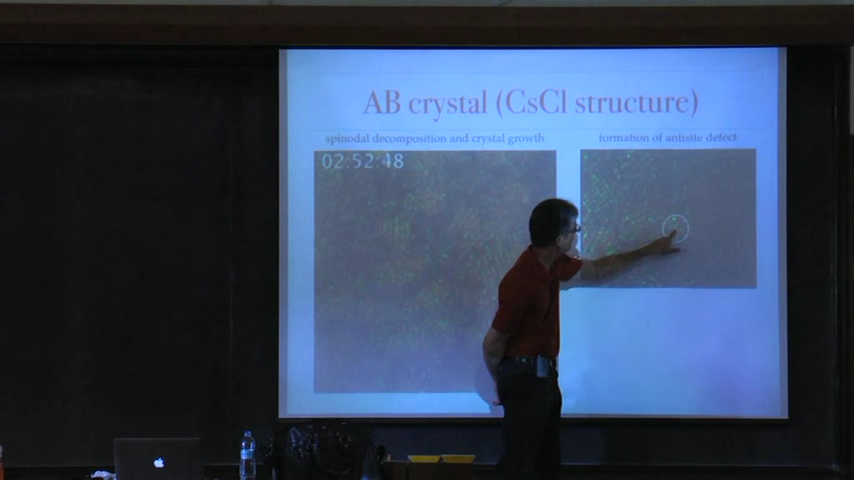 AB crystal (CsCl structure)
spinodal decomposition and crystal growth
formation of antisite defect
02:52:48